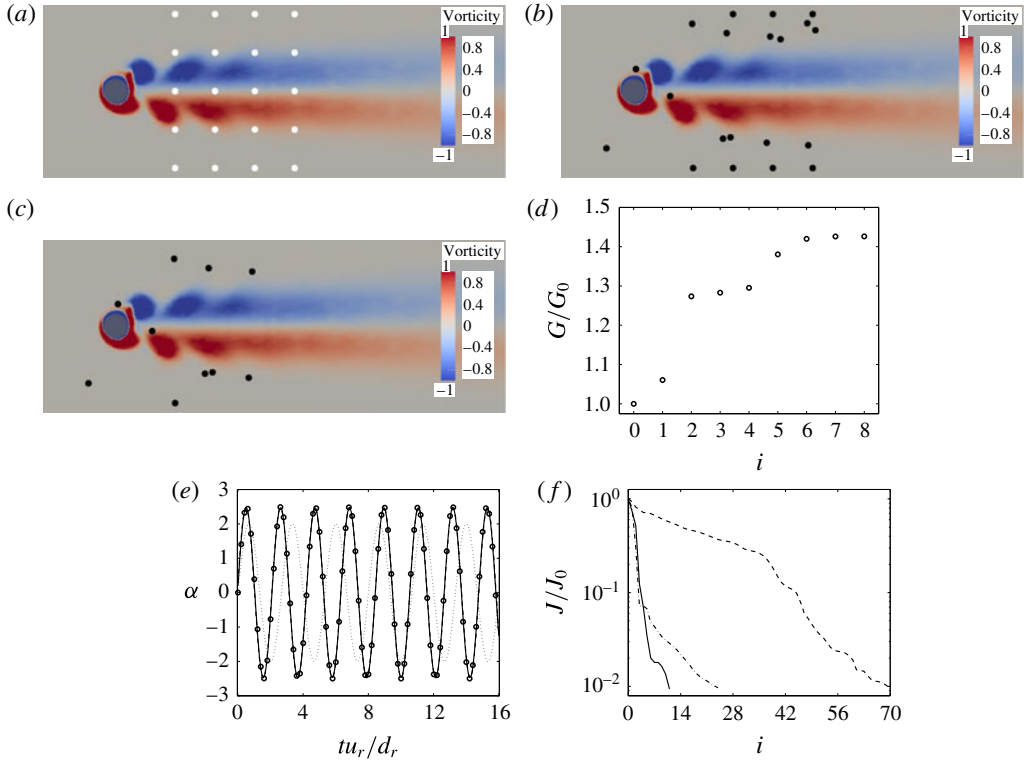 (a)
Vorticity
1
0.8
0.4
0
−0.4
−0.8
−1
(b)
Vorticity
1
0.8
0.4
0
−0.4
−0.8
−1
(c)
Vorticity
1
0.8
0.4
0
−0.4
−0.8
−1
(d)
1.5
1.4
1.3
1.2
1.1
1.0
G/G0
0 1 2 3 4 5 6 7 8
i
(e)
3
2
1
0
−1
−2
−3
α
0 4 8 12 16
tur/dr
(f)
10^0
10^−1
10^−2
J/J0
0 14 28 42 56 70
i